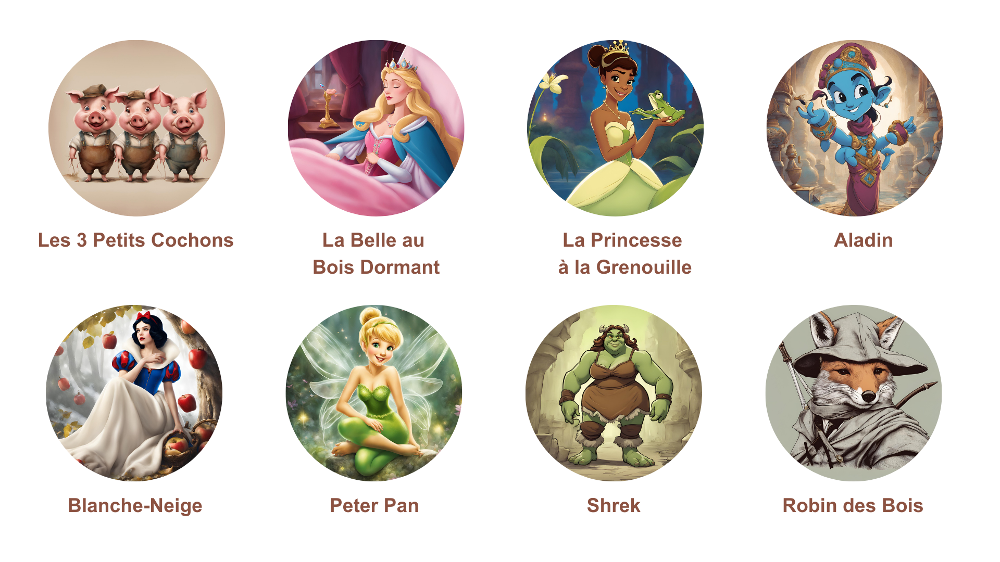 Les 3 Petits Cochons
La Belle au
Bois Dormant
La Princesse
à la Grenouille
Aladin
Blanche-Neige
Peter Pan
Shrek
Robin des Bois